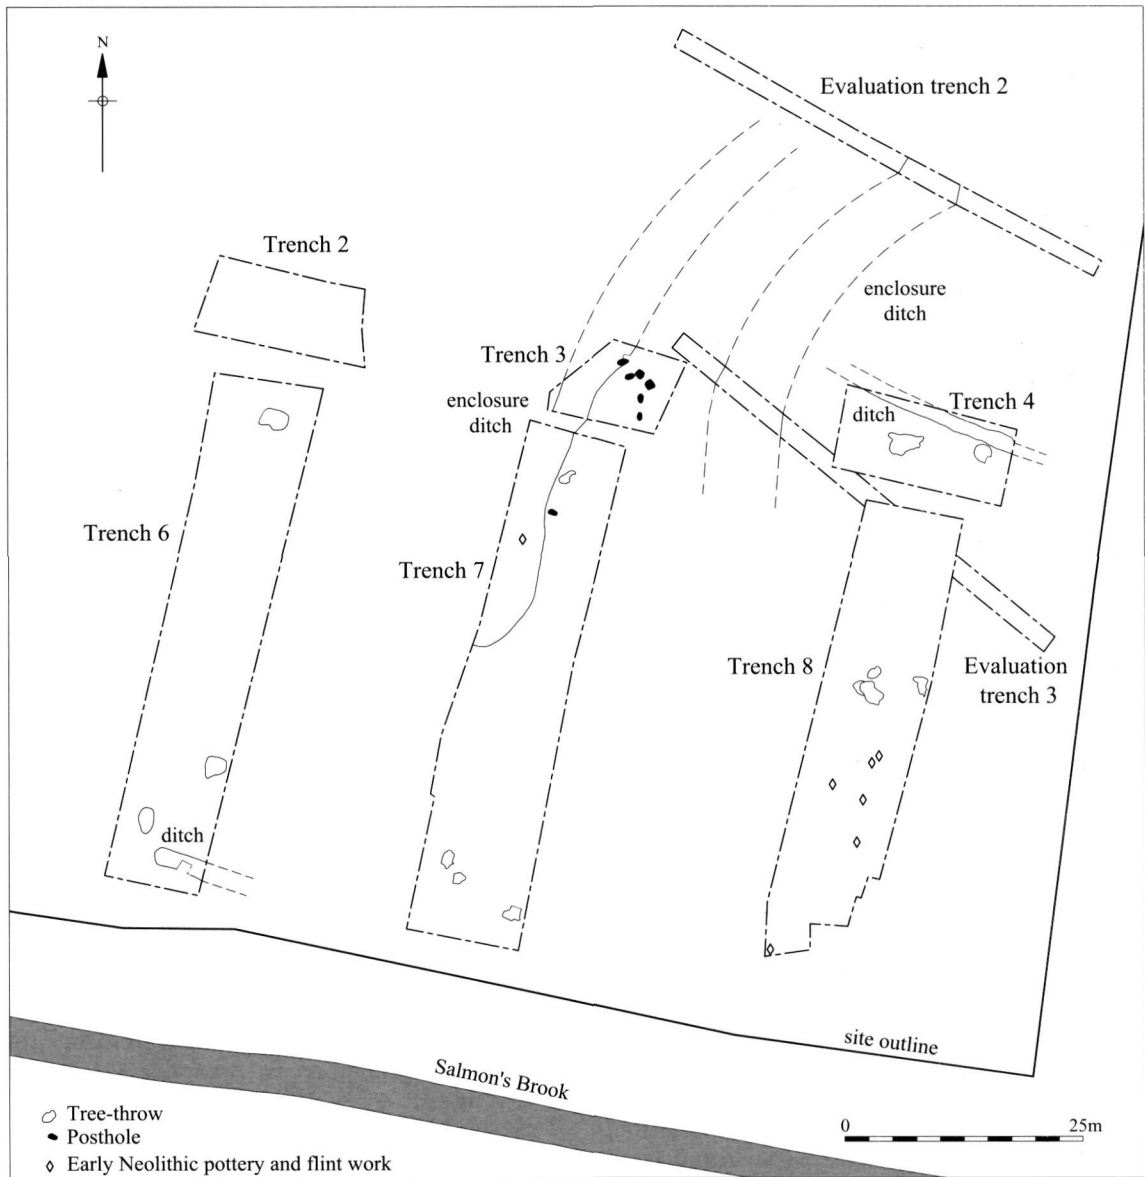 N
Evaluation trench 2
Trench 2
enclosure
ditch
Trench 3
enclosure
ditch
Trench 4
ditch
Trench 6
Trench 7
Trench 8
Evaluation
trench 3
ditch
site outline
Salmon's Brook
0 25m
Tree-throw
Posthole
Early Neolithic pottery and flint work